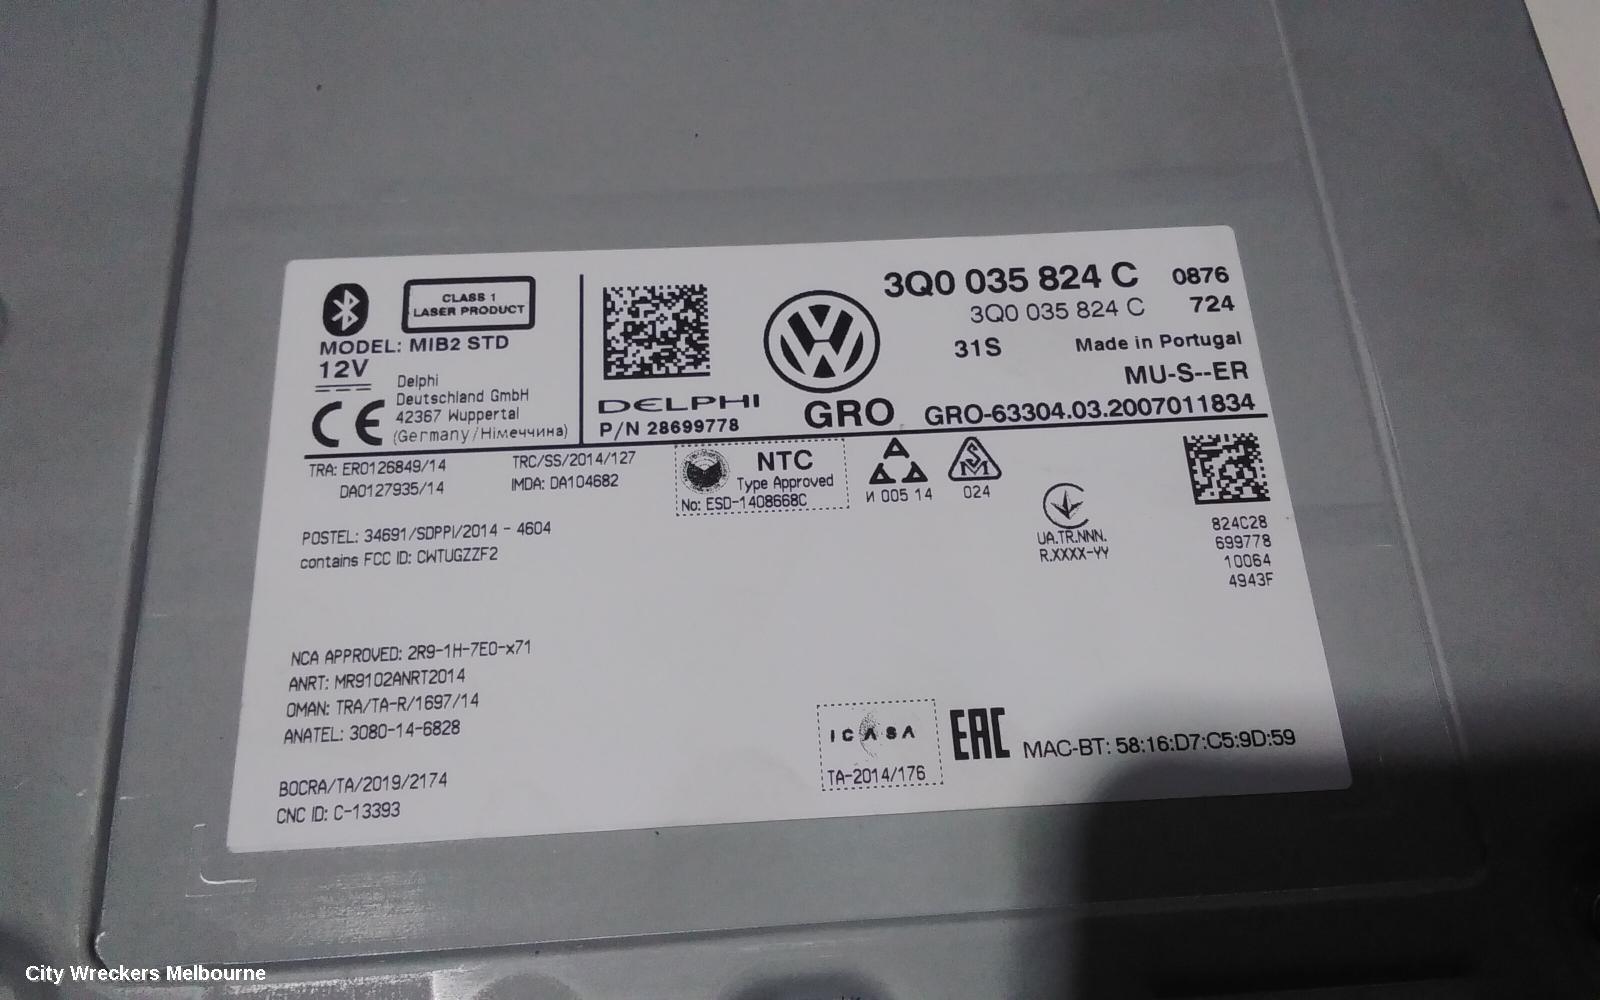 CLASS 1
LASER PRODUCT
MODEL: MIB2 STD
12V
Delphi
Deutschland GmbH
42367 Wuppertal
(Germany/Німеччина)
CE
DELPHI
P/N 28699778
VW
GRO
3Q0 035 824 C 0876
3Q0 035 824 C 724
31S Made in Portugal
MU-S--ER
GRO-63304.03.2007011834
TRA: ER0126849/14
DA0127935/14
TRC/SS/2014/127
IMDA: DA104682
NTC
Type Approved
No: ESD-1408668C
И 005 14
SM
024
UA.TR.NNN.
R.XXXX-YY
824C28
699778
10064
4943F
POSTEL: 34691/SDPPI/2014 - 4604
contains FCC ID: CWTUGZZF2
NCA APPROVED: 2R9-1H-7E0-x71
ANRT: MR9102ANRT2014
OMAN: TRA/TA-R/1697/14
ANATEL: 3080-14-6828
BOCRA/TA/2019/2174
CNC ID: C-13393
ICASA
TA-2014/176
EAC
MAC-BT: 58:16:D7:C5:9D:59
City Wreckers Melbourne